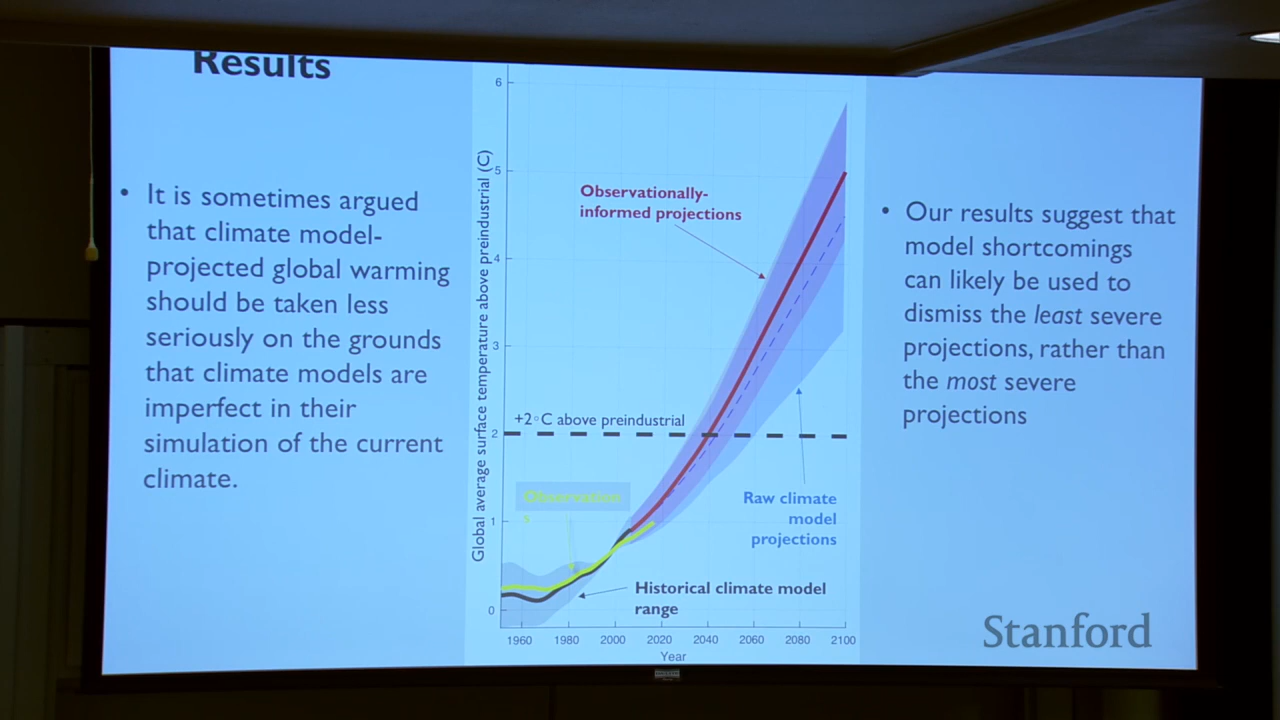 Results
• It is sometimes argued
that climate model-
projected global warming
should be taken less
seriously on the grounds
that climate models are
imperfect in their
simulation of the current
climate.
Global average surface temperature above preindustrial (C)
6
5
4
3
2
1
0
Observationally-
informed projections
+2°C above preindustrial
Observation
s
Raw climate
model
projections
Historical climate model
range
1960 1980 2000 2020 2040 2060 2080 2100
Year
• Our results suggest that
model shortcomings
can likely be used to
dismiss the least severe
projections, rather than
the most severe
projections
Stanford